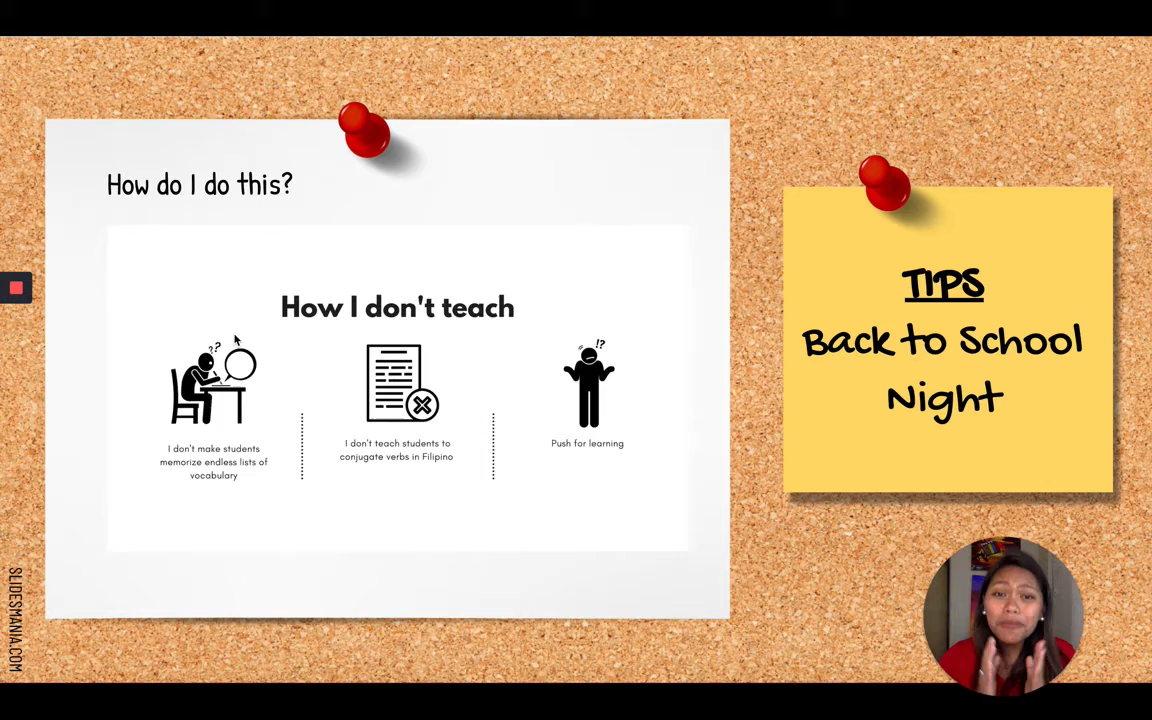 How do I do this?
How I don't teach
??
!?
I don't make students
memorize endless lists of
vocabulary
I don't teach students to
conjugate verbs in Filipino
Push for learning
TIPS
Back to School
Night
SLIDESMANIA.COM